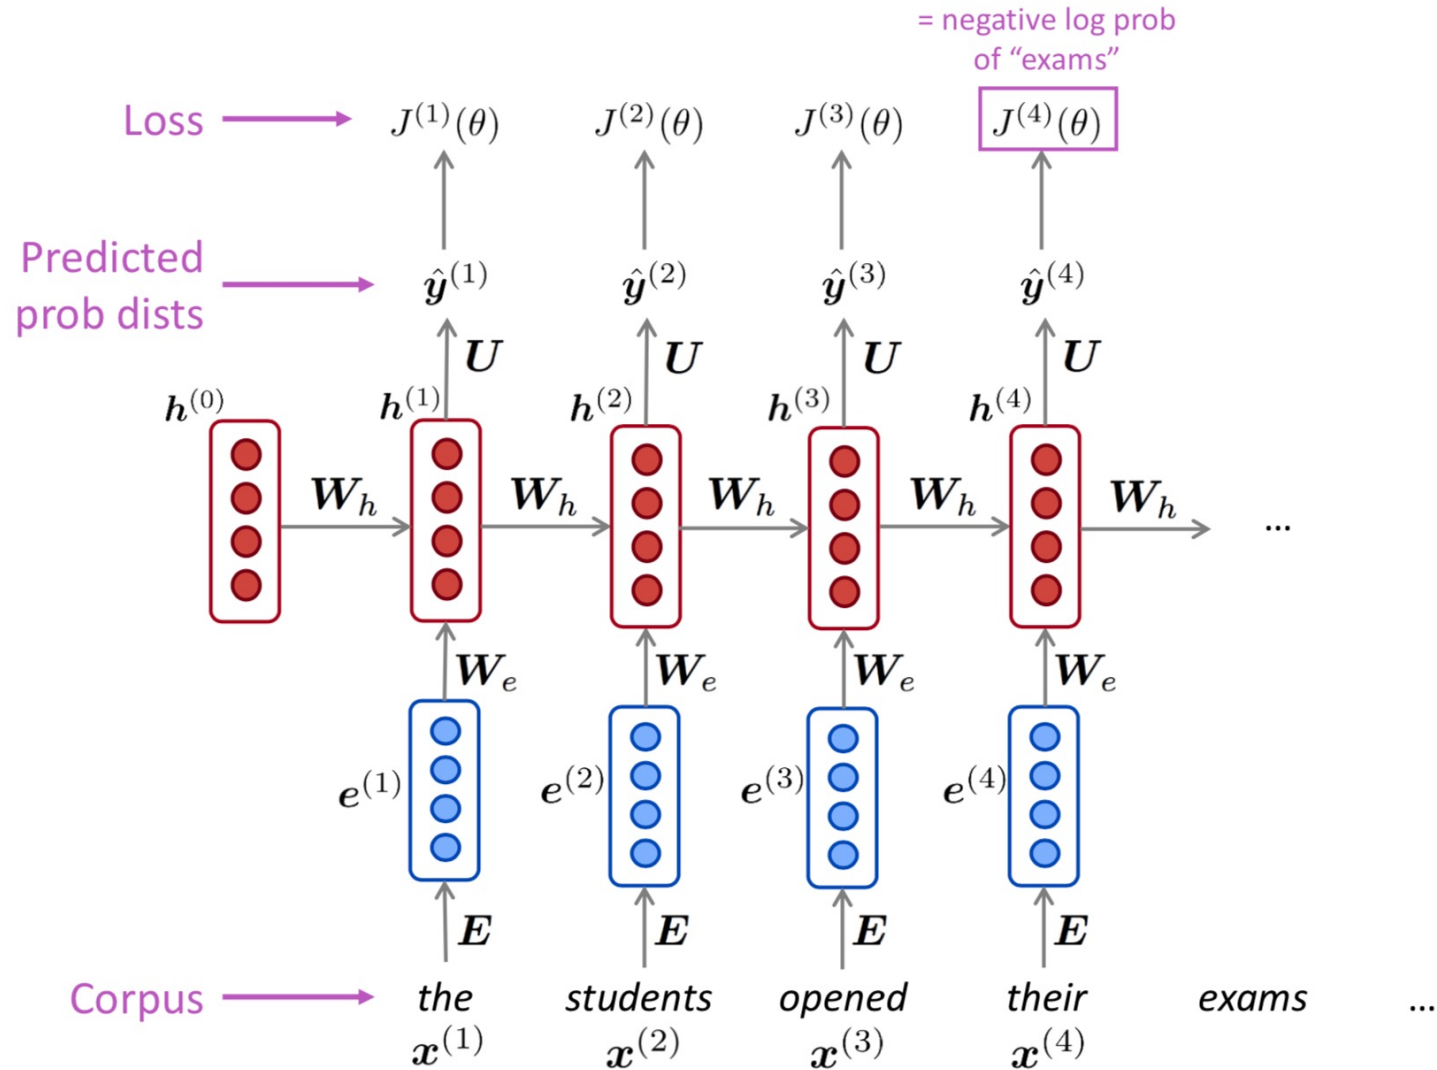 = negative log prob
of “exams”
Loss
J^(1)(θ) J^(2)(θ) J^(3)(θ) J^(4)(θ)
Predicted
prob dists
ŷ^(1) ŷ^(2) ŷ^(3) ŷ^(4)
U U U U
h^(0) h^(1) h^(2) h^(3) h^(4)
W_h W_h W_h W_h W_h
...
W_e W_e W_e W_e
e^(1) e^(2) e^(3) e^(4)
E E E E
Corpus
the students opened their exams ...
x^(1) x^(2) x^(3) x^(4)